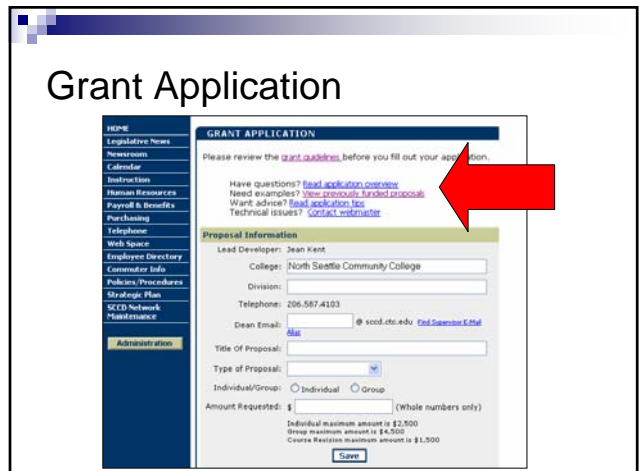 Grant Application
HOME
Legislative News
Newsroom
Calendar
Instruction
Human Resources
Payroll & Benefits
Purchasing
Telephone
Web Space
Employee Directory
Commuter Info
Policies/Procedures
Strategic Plan
SCCD Network
Maintenance
Administration
GRANT APPLICATION
Please review the grant guidelines before you fill out your application.
Have questions? Read application overview
Need examples? View previously funded proposals
Want advice? Read application tips
Technical issues? Contact webmaster
Proposal Information
Lead Developer: Jean Kent
College: North Seattle Community College
Division:
Telephone: 206.587.4103
Dean Email: @ sccd.ctc.edu Find Supervisor E-Mail
Alias
Title Of Proposal:
Type of Proposal:
Individual/Group: Individual Group
Amount Requested: $ (Whole numbers only)
Individual maximum amount is $2,500
Group maximum amount is $4,500
Course Revision maximum amount is $1,500
Save